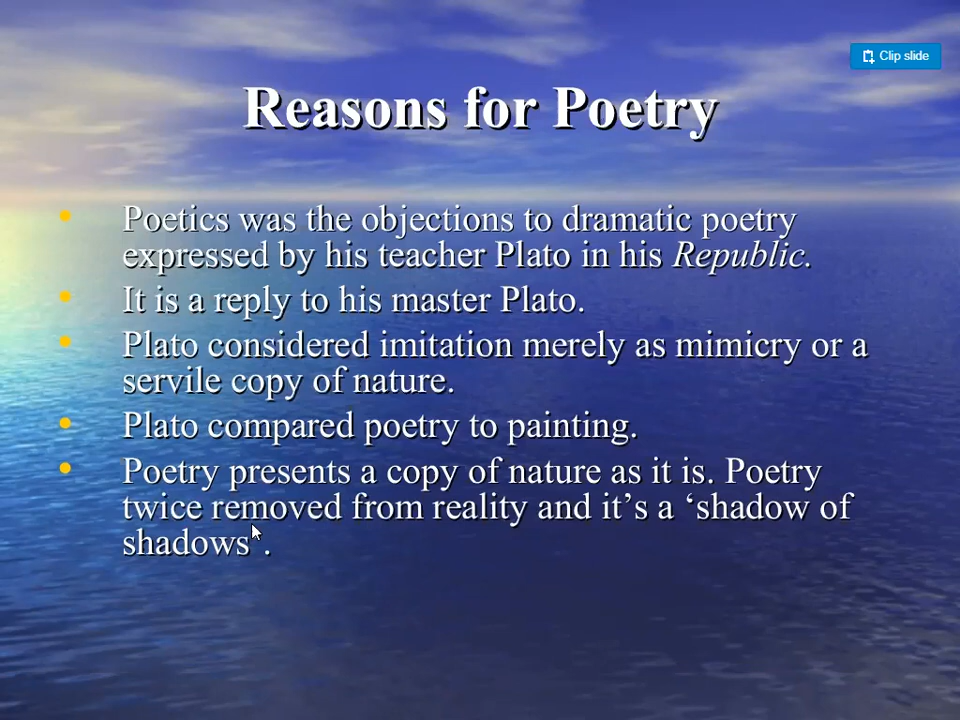 Clip slide
Reasons for Poetry
• Poetics was the objections to dramatic poetry
expressed by his teacher Plato in his Republic.
• It is a reply to his master Plato.
• Plato considered imitation merely as mimicry or a
servile copy of nature.
• Plato compared poetry to painting.
• Poetry presents a copy of nature as it is. Poetry
twice removed from reality and it’s a ‘shadow of
shadows’.